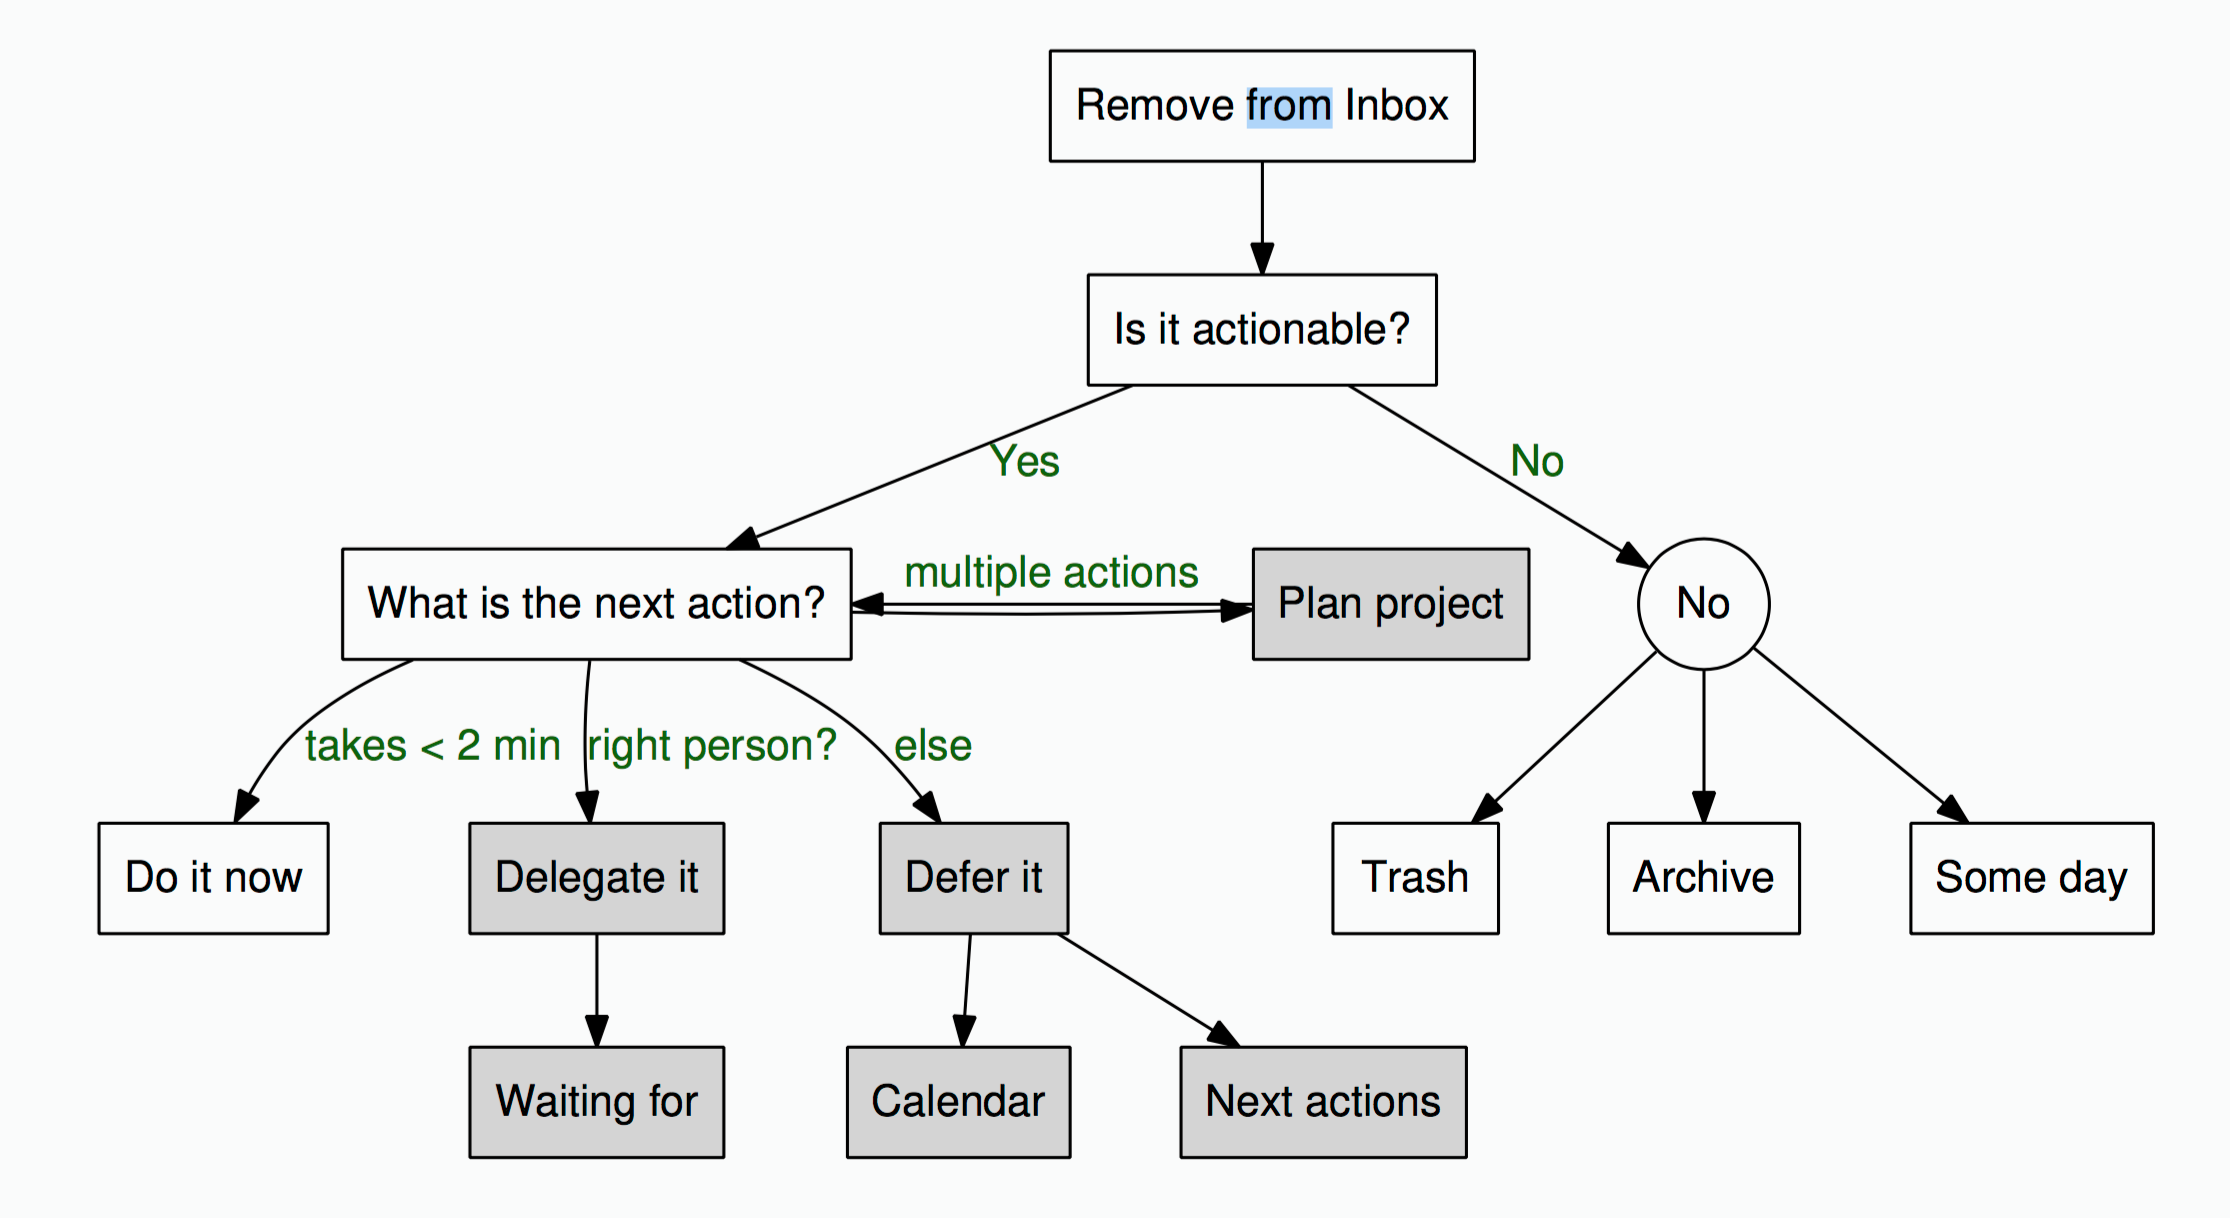 Remove from Inbox
Is it actionable?
Yes
No
multiple actions
What is the next action?
Plan project
No
takes < 2 min
right person?
else
Do it now
Delegate it
Defer it
Trash
Archive
Some day
Waiting for
Calendar
Next actions